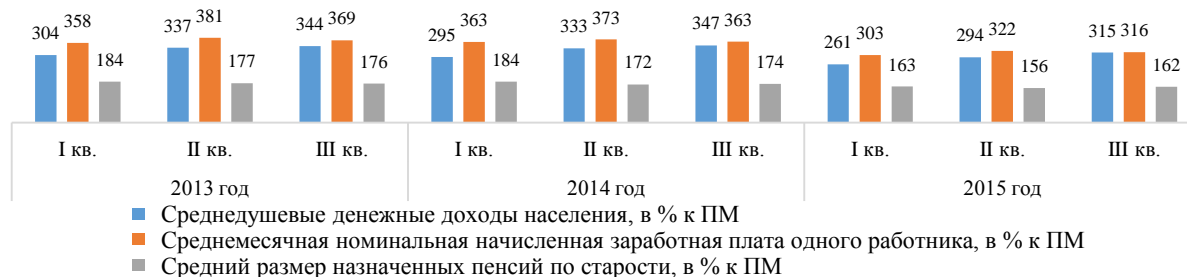 304 358 184 337 381 177 344 369 176 295 363 184 333 373 172 347 363 174 261 303 163 294 322 156 315 316 162
I кв. II кв. III кв. I кв. II кв. III кв. I кв. II кв. III кв.
2013 год 2014 год 2015 год
Среднедушевые денежные доходы населения, в % к ПМ
Среднемесячная номинальная начисленная заработная плата одного работника, в % к ПМ
Средний размер назначенных пенсий по старости, в % к ПМ